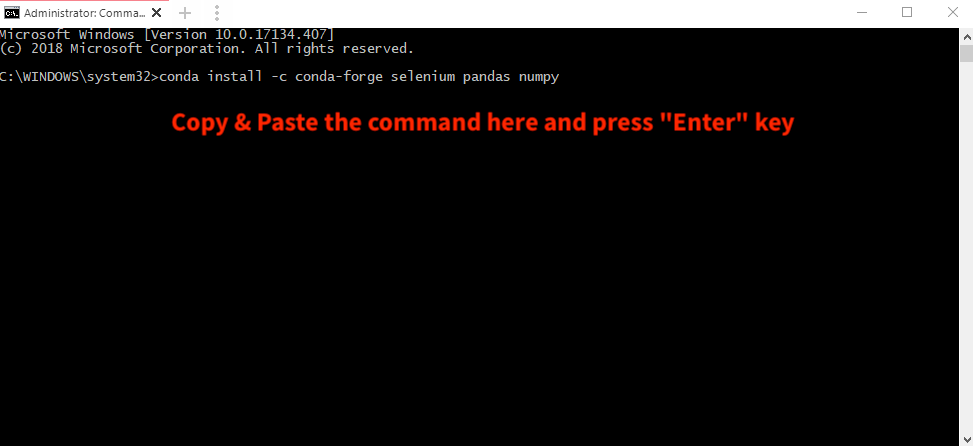 Administrator: Comma...
Microsoft Windows [Version 10.0.17134.407]
(c) 2018 Microsoft Corporation. All rights reserved.
C:\WINDOWS\system32>conda install -c conda-forge selenium pandas numpy
Copy & Paste the command here and press "Enter" key